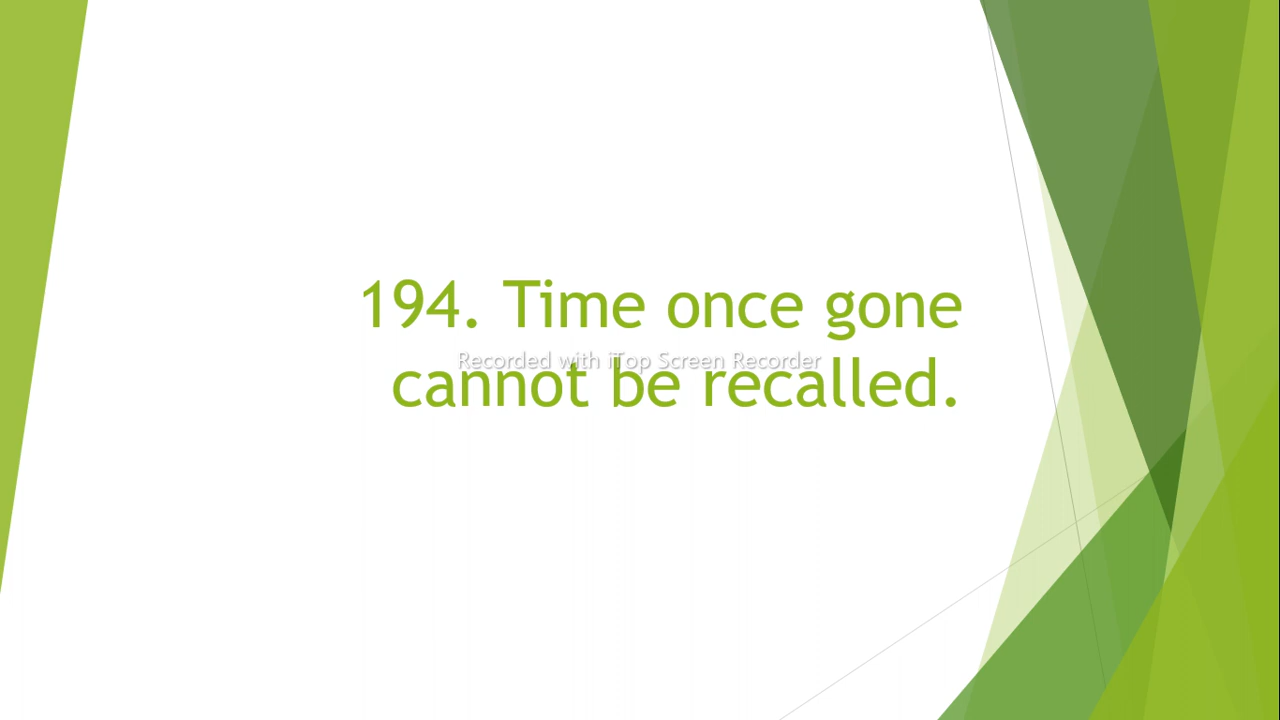 194. Time once gone
Recorded with iTop Screen Recorder
cannot be recalled.